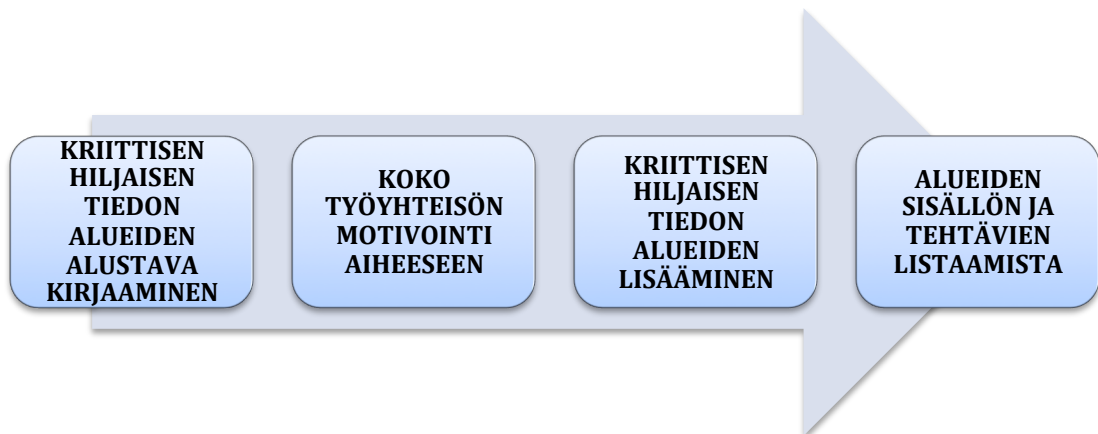 KRIITTISEN
HILJAISEN
TIEDON
ALUEIDEN
ALUSTAVA
KIRJAAMINEN
KOKO
TYÖYHTEISÖN
MOTIVOINTI
AIHEESEEN
KRIITTISEN
HILJAISEN
TIEDON
ALUEIDEN
LISÄÄMINEN
ALUEIDEN
SISÄLLÖN JA
TEHTÄVIEN
LISTAAMISTA